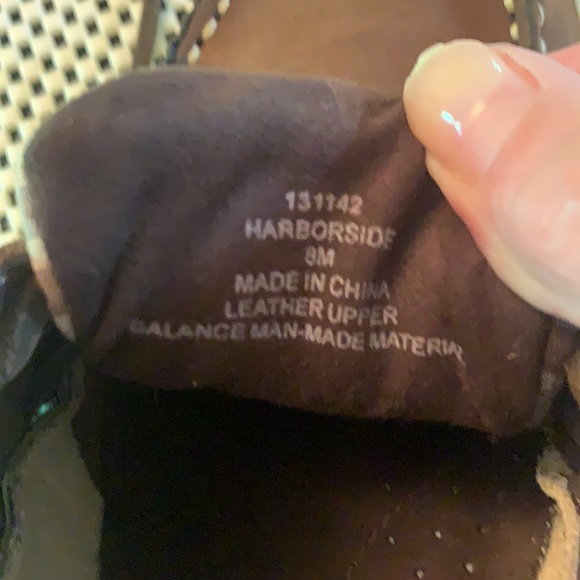 131142
HARBORSIDE
8M
MADE IN CHINA
LEATHER UPPER
BALANCE MAN-MADE MATERIA